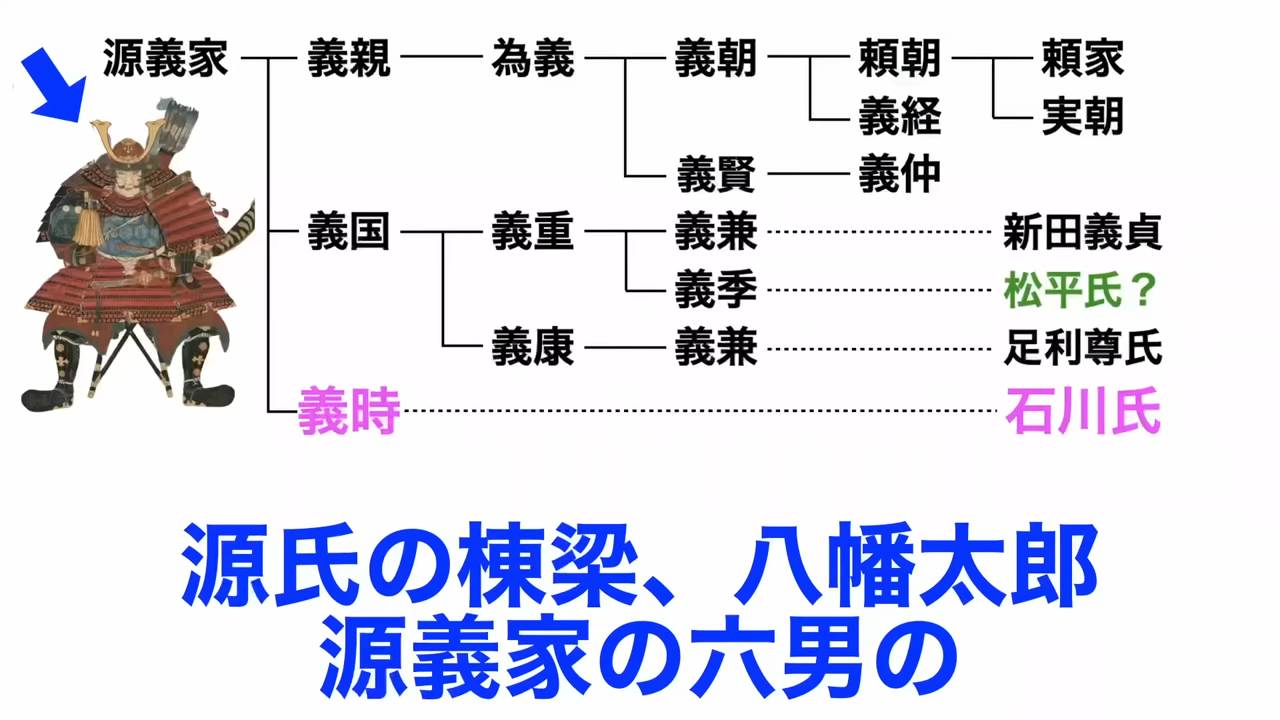 源義家 義親 為義 義朝 頼朝 頼家
義経 実朝
義賢 義仲
義国 義重 義兼 新田義貞
義季 松平氏？
義康 義兼 足利尊氏
義時 石川氏
源氏の棟梁、八幡太郎
源義家の六男の